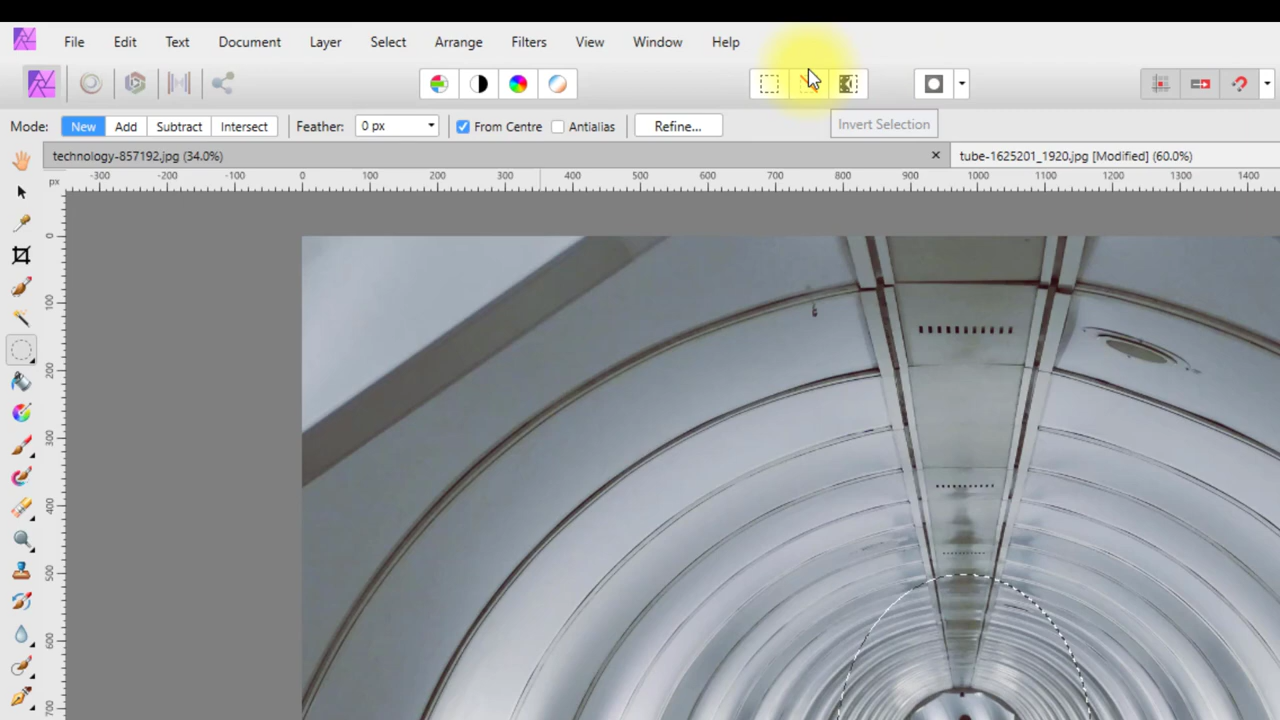 File Edit Text Document Layer Select Arrange Filters View Window Help
Mode: New Add Subtract Intersect Feather: 0 px From Centre Antialias Refine... Invert Selection
technology-857192.jpg (34.0%) × tube-1625201_1920.jpg [Modified] (60.0%)
px -300 -200 -100 0 100 200 300 400 500 600 700 800 900 1000 1100 1200 1300 1400
0
100
200
300
400
500
600
700